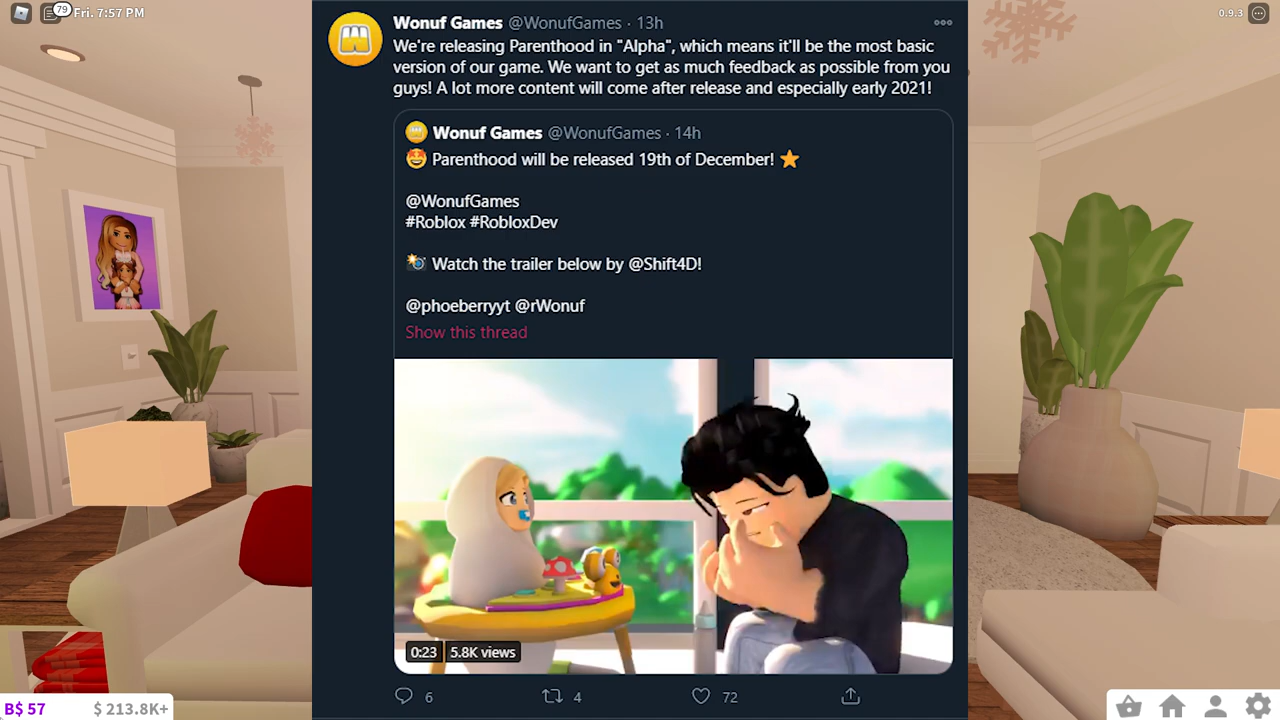 79 Fri. 7:57 PM
0.9.3
Wonuf Games @WonufGames · 13h
We're releasing Parenthood in "Alpha", which means it'll be the most basic
version of our game. We want to get as much feedback as possible from you
guys! A lot more content will come after release and especially early 2021!
Wonuf Games @WonufGames · 14h
🤩 Parenthood will be released 19th of December! ⭐
@WonufGames
#Roblox #RobloxDev
📸 Watch the trailer below by @Shift4D!
@phoeberryyt @rWonuf
Show this thread
0:23 5.8K views
6 4 72
B$ 57 $ 213.8K+